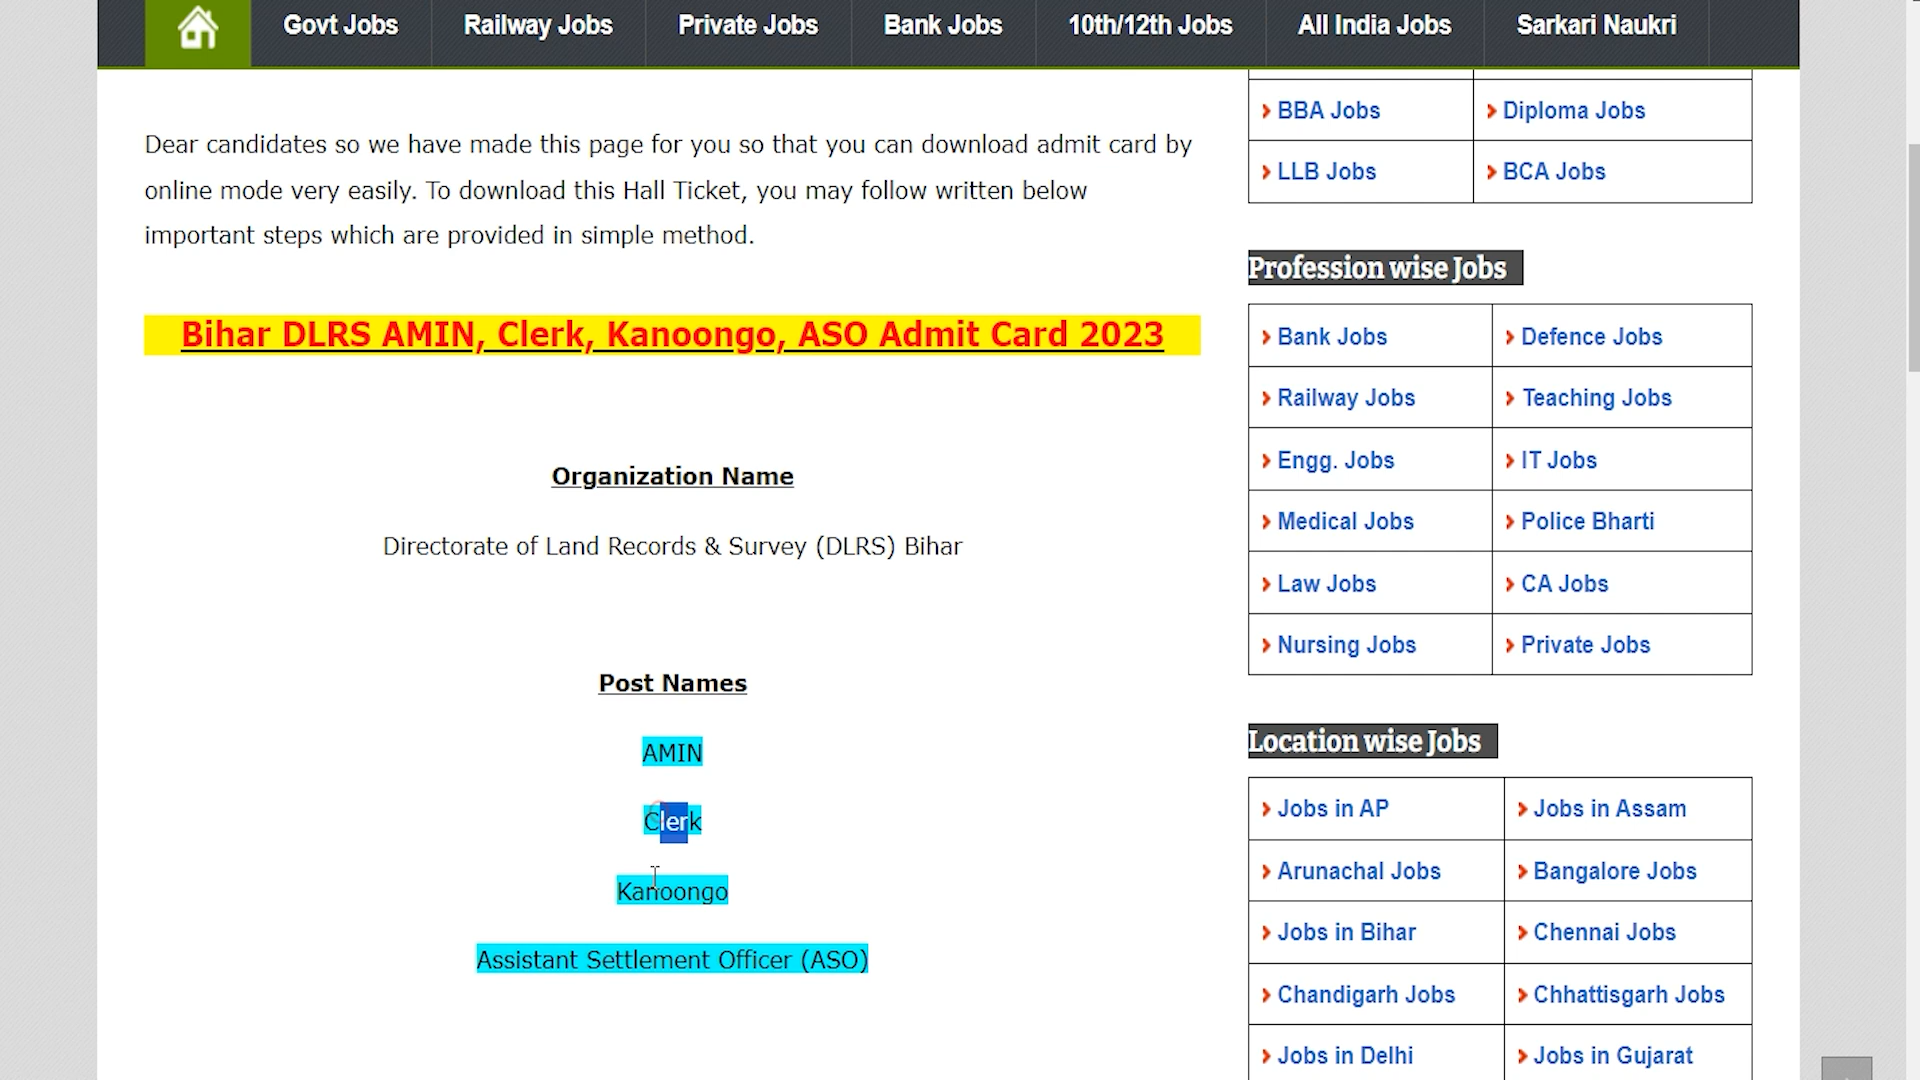 Govt Jobs Railway Jobs Private Jobs Bank Jobs 10th/12th Jobs All India Jobs Sarkari Naukri
Dear candidates so we have made this page for you so that you can download admit card by
online mode very easily. To download this Hall Ticket, you may follow written below
important steps which are provided in simple method.
Bihar DLRS AMIN, Clerk, Kanoongo, ASO Admit Card 2023
Organization Name
Directorate of Land Records & Survey (DLRS) Bihar
Post Names
AMIN
Clerk
Kanoongo
Assistant Settlement Officer (ASO)
BBA Jobs Diploma Jobs
LLB Jobs BCA Jobs
Profession wise Jobs
Bank Jobs Defence Jobs
Railway Jobs Teaching Jobs
Engg. Jobs IT Jobs
Medical Jobs Police Bharti
Law Jobs CA Jobs
Nursing Jobs Private Jobs
Location wise Jobs
Jobs in AP Jobs in Assam
Arunachal Jobs Bangalore Jobs
Jobs in Bihar Chennai Jobs
Chandigarh Jobs Chhattisgarh Jobs
Jobs in Delhi Jobs in Gujarat